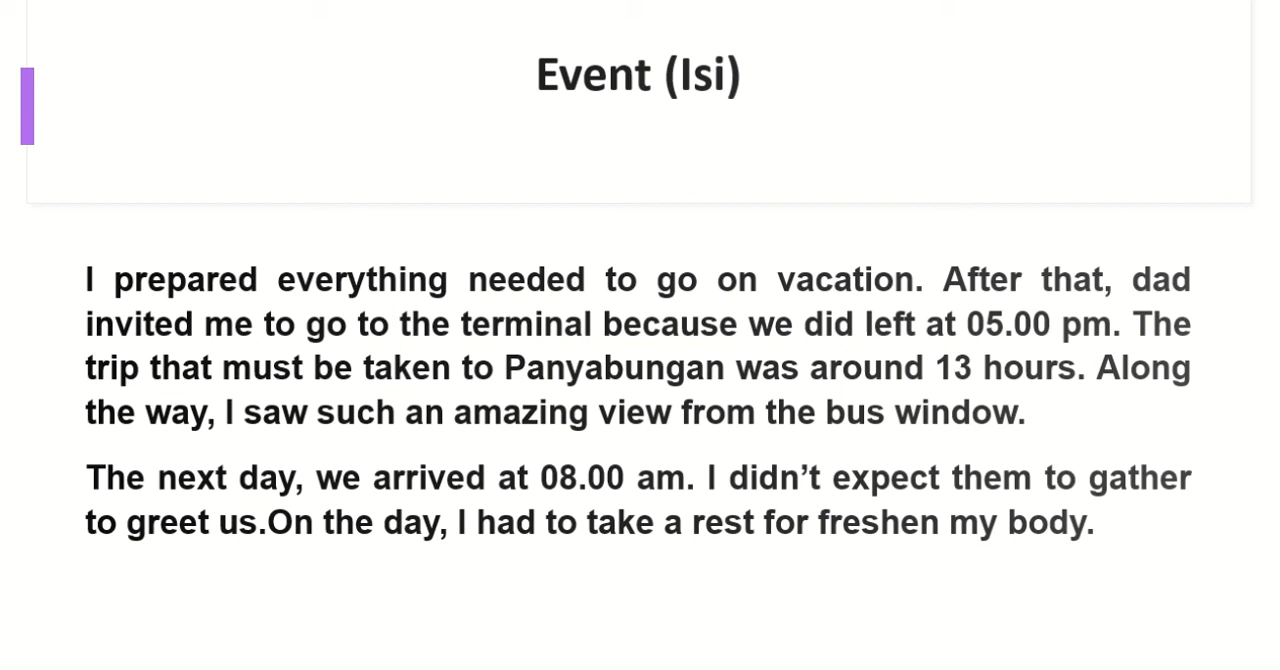 Event (Isi)
I prepared everything needed to go on vacation. After that, dad
invited me to go to the terminal because we did left at 05.00 pm. The
trip that must be taken to Panyabungan was around 13 hours. Along
the way, I saw such an amazing view from the bus window.
The next day, we arrived at 08.00 am. I didn’t expect them to gather
to greet us.On the day, I had to take a rest for freshen my body.